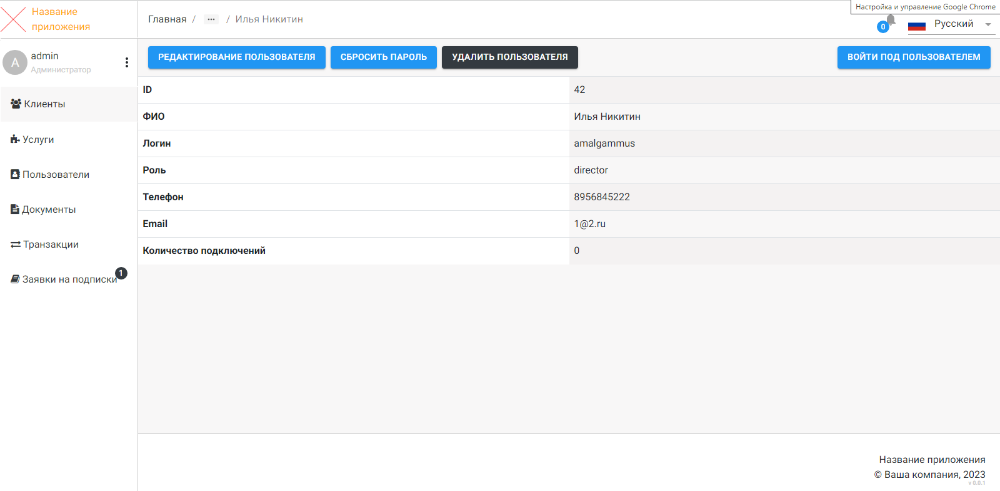 Настройка и управление Google Chrome
Название
приложения
Главная / ••• / Илья Никитин
0
Русский
A
admin
Администратор
РЕДАКТИРОВАНИЕ ПОЛЬЗОВАТЕЛЯ
СБРОСИТЬ ПАРОЛЬ
УДАЛИТЬ ПОЛЬЗОВАТЕЛЯ
ВОЙТИ ПОД ПОЛЬЗОВАТЕЛЕМ
Клиенты
Услуги
Пользователи
Документы
Транзакции
Заявки на подписки
1
ID 42
ФИО Илья Никитин
Логин amalgammus
Роль director
Телефон 8956845222
Email 1@2.ru
Количество подключений 0
Название приложения
© Ваша компания, 2023
v 0.0.1